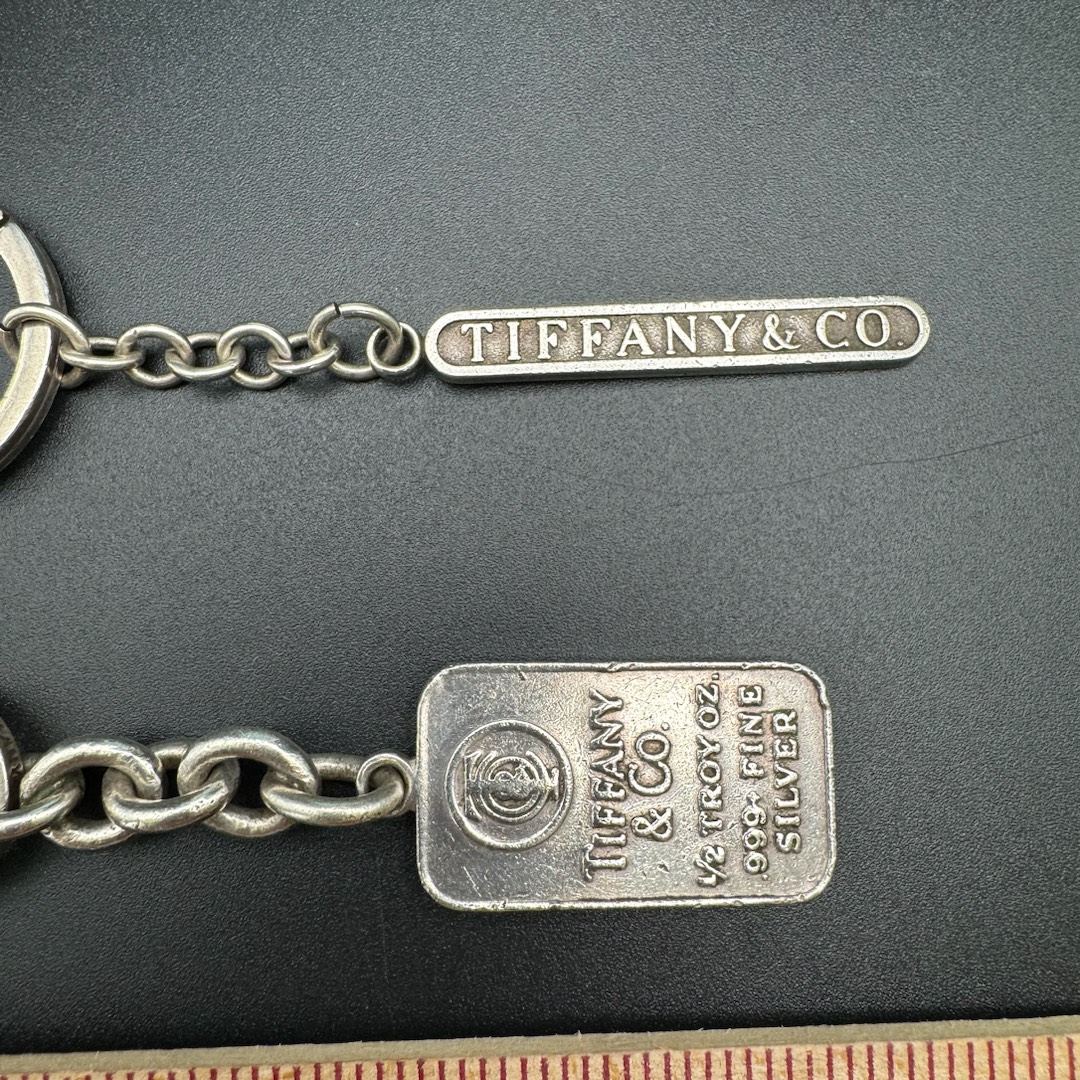 TIFFANY & CO.
TIFFANY
& CO.
1/2 TROY OZ.
.999+ FINE
SILVER